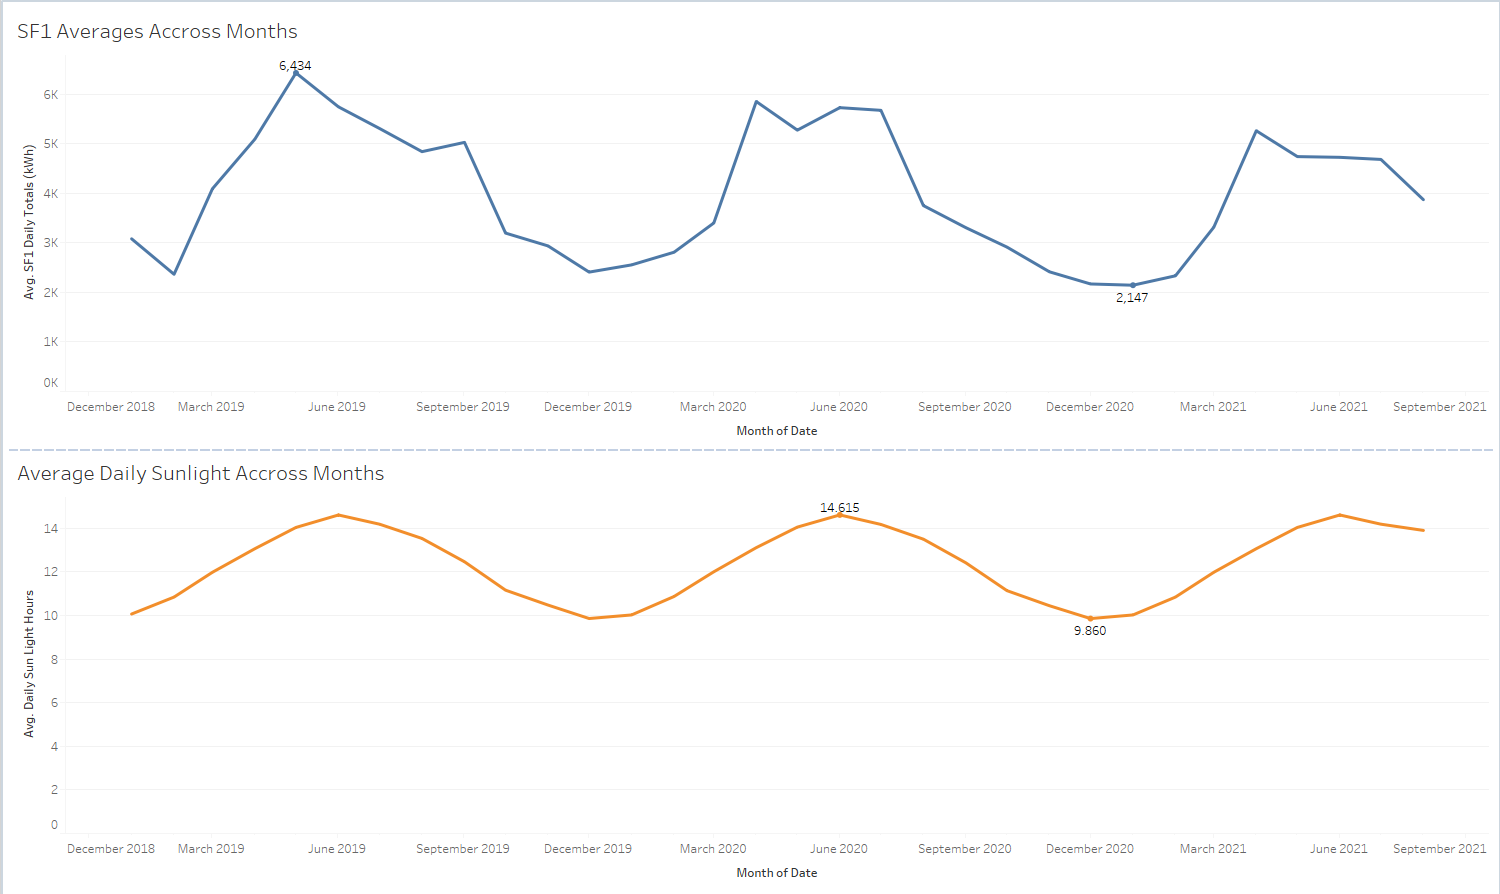 SF1 Averages Accross Months
6,434
6K
5K
4K
3K
2K
1K
0K
Avg. SF1 Daily Totals (kWh)
2,147
December 2018 March 2019 June 2019 September 2019 December 2019 March 2020 June 2020 September 2020 December 2020 March 2021 June 2021 September 2021
Month of Date
Average Daily Sunlight Accross Months
14.615
14
12
10
8
6
4
2
0
Avg. Daily Sun Light Hours
9.860
December 2018 March 2019 June 2019 September 2019 December 2019 March 2020 June 2020 September 2020 December 2020 March 2021 June 2021 September 2021
Month of Date